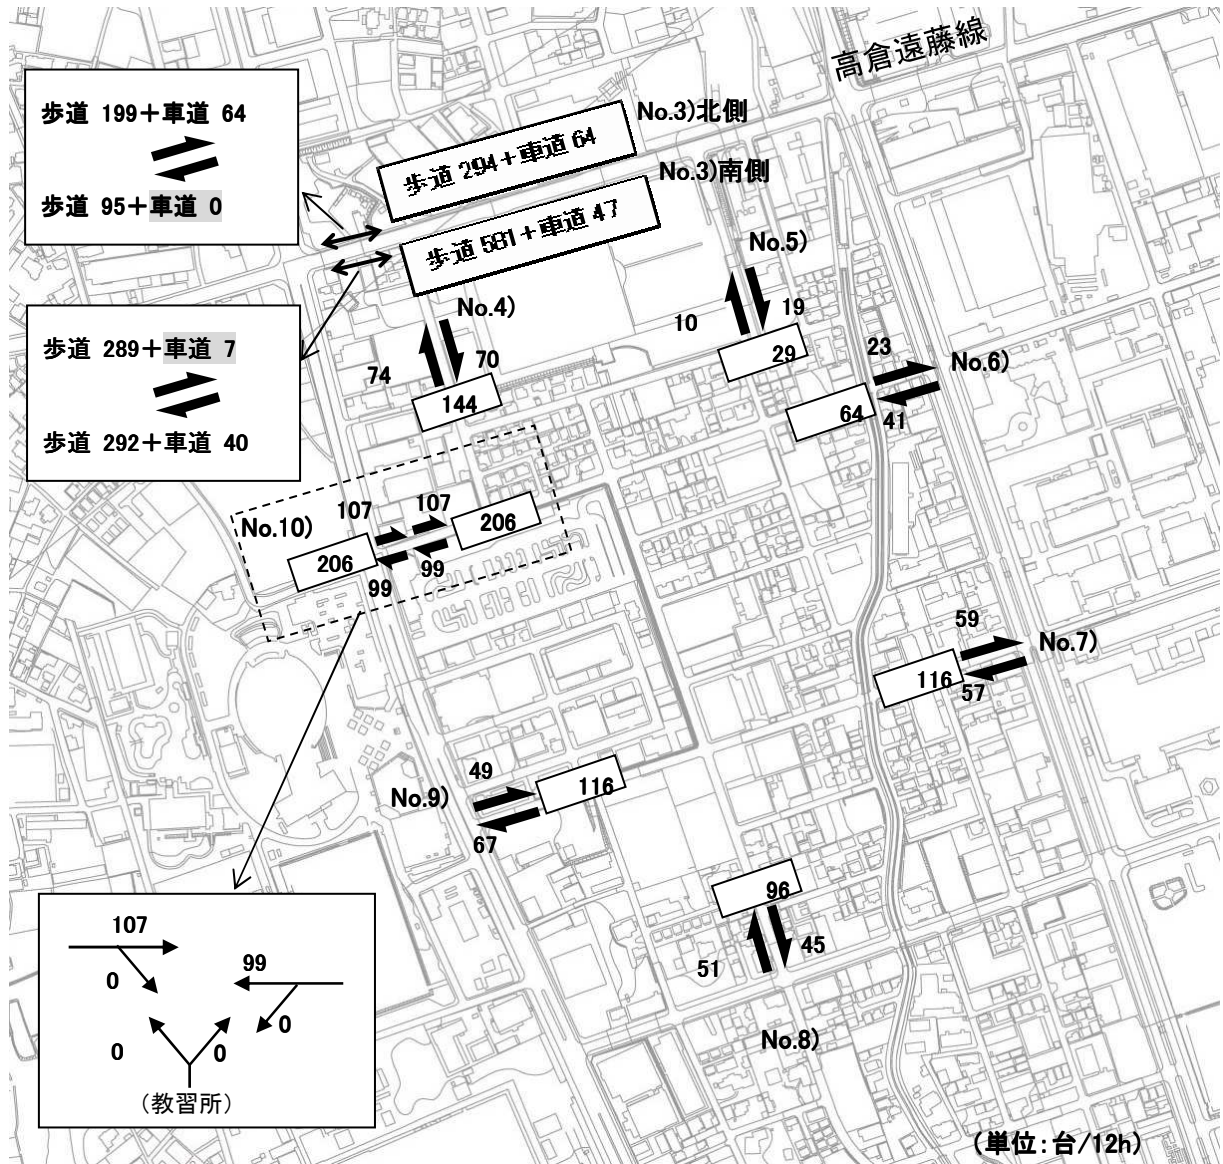 高倉遠藤線
歩道 199＋車道 64
歩道 95＋車道 0
No.3)北側
歩道 294＋車道 64
No.3)南側
歩道 581＋車道 47
歩道 289＋車道 7
歩道 292＋車道 40
No.4)
74
70
144
No.5)
10
19
29
No.6)
23
64
41
No.10)
107
107
206
206
99
99
59
No.7)
116
57
49
No.9)
116
67
96
51
45
No.8)
107
0
99
0
0
0
（教習所）
(単位：台/12h)